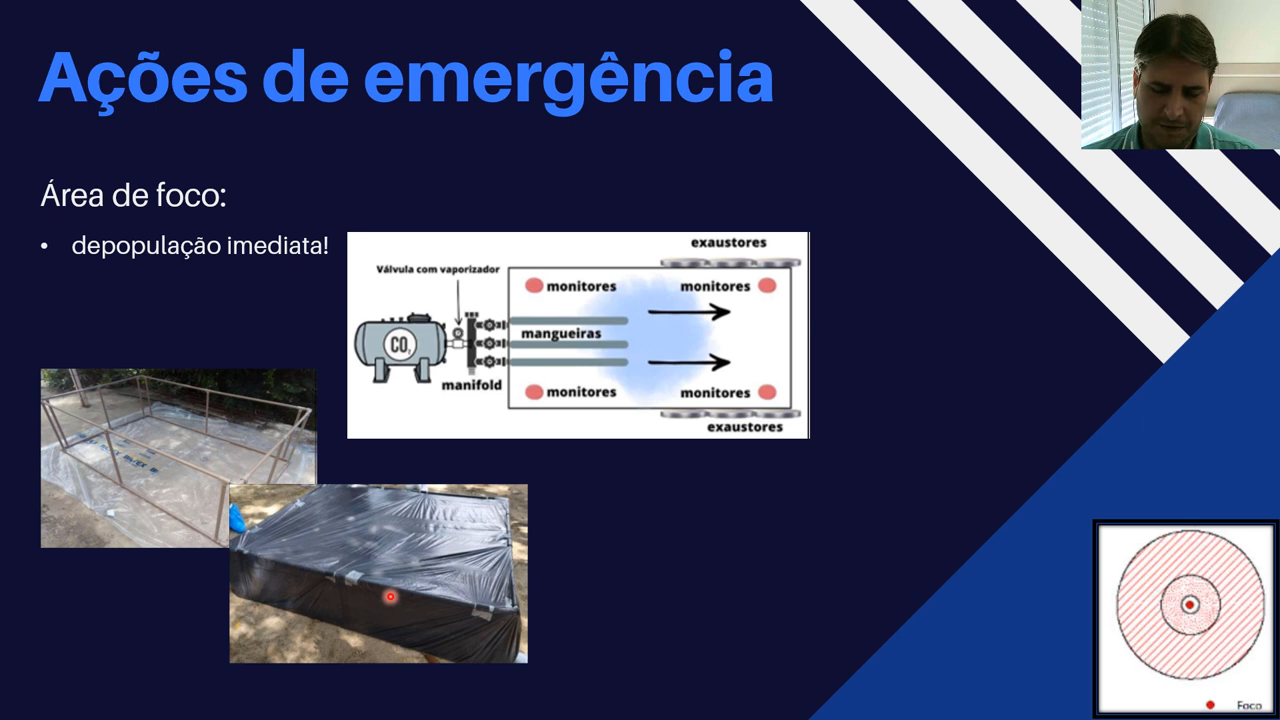 Ações de emergência
Área de foco:
• depopulação imediata!
exaustores
Válvula com vaporizador
monitores
monitores
mangueiras
CO₂
manifold
monitores
monitores
exaustores
Foco